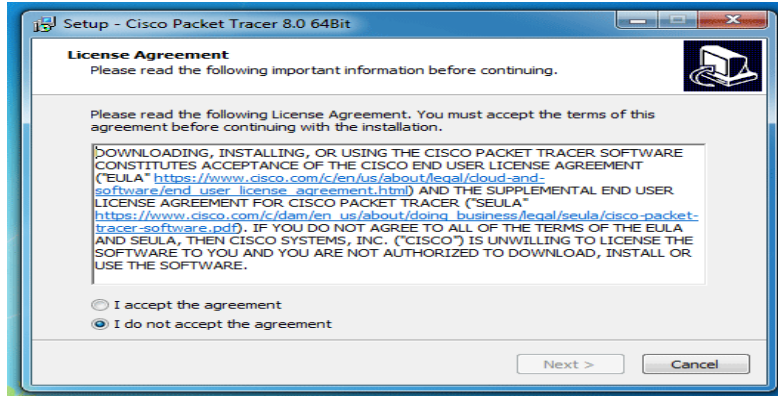 Setup - Cisco Packet Tracer 8.0 64Bit
License Agreement
Please read the following important information before continuing.
Please read the following License Agreement. You must accept the terms of this
agreement before continuing with the installation.
DOWNLOADING, INSTALLING, OR USING THE CISCO PACKET TRACER SOFTWARE
CONSTITUTES ACCEPTANCE OF THE CISCO END USER LICENSE AGREEMENT
("EULA" https://www.cisco.com/c/en/us/about/legal/cloud-and-
software/end_user_license_agreement.html) AND THE SUPPLEMENTAL END USER
LICENSE AGREEMENT FOR CISCO PACKET TRACER ("SEULA"
https://www.cisco.com/c/dam/en_us/about/doing_business/legal/seula/cisco-packet-
tracer-software.pdf). IF YOU DO NOT AGREE TO ALL OF THE TERMS OF THE EULA
AND SEULA, THEN CISCO SYSTEMS, INC. ("CISCO") IS UNWILLING TO LICENSE THE
SOFTWARE TO YOU AND YOU ARE NOT AUTHORIZED TO DOWNLOAD, INSTALL OR
USE THE SOFTWARE.
I accept the agreement
I do not accept the agreement
Next >
Cancel